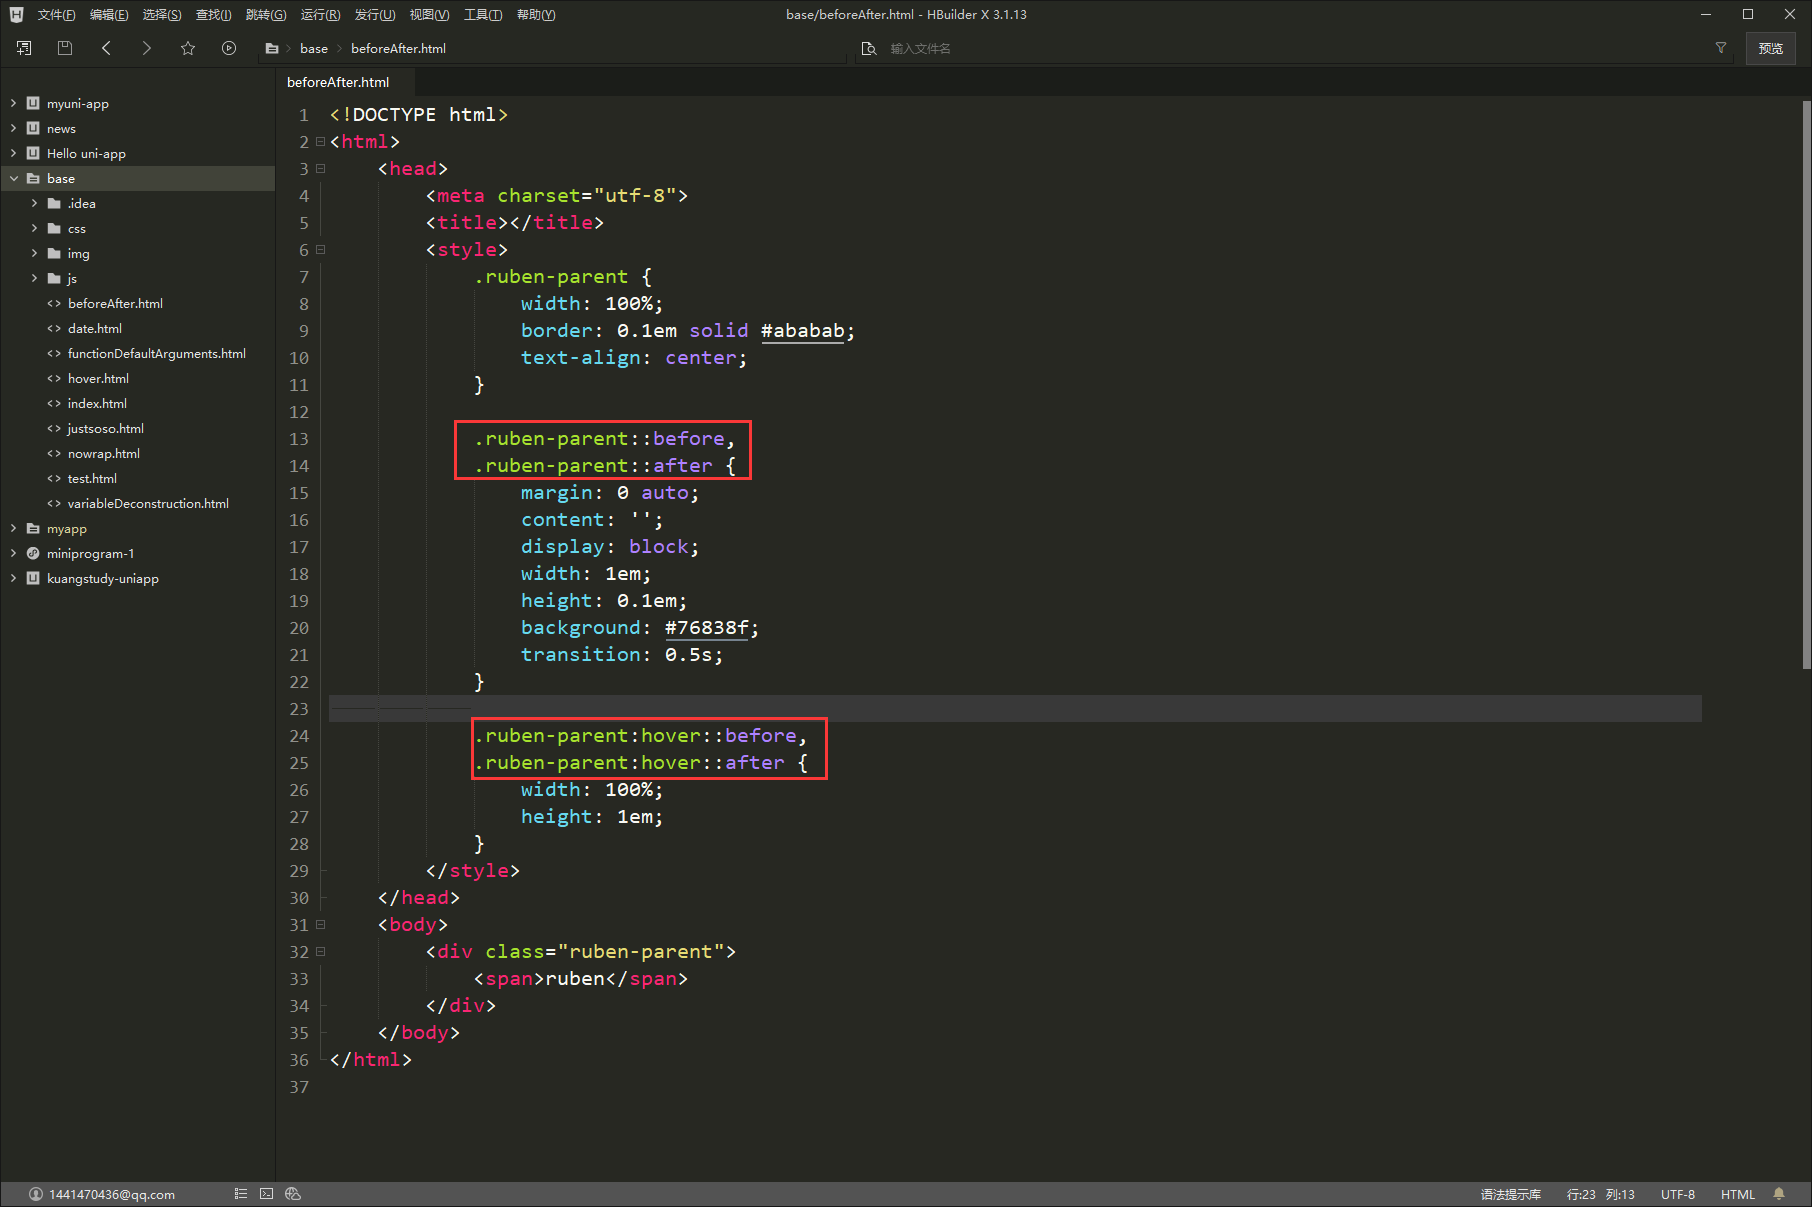 文件(F) 编辑(E) 选择(S) 查找(I) 跳转(G) 运行(R) 发行(U) 视图(V) 工具(T) 帮助(Y) base/beforeAfter.html - HBuilder X 3.1.13
base beforeAfter.html 输入文件名 预览
myuni-app
news
Hello uni-app
base
.idea
css
img
js
beforeAfter.html
date.html
functionDefaultArguments.html
hover.html
index.html
justsoso.html
nowrap.html
test.html
variableDeconstruction.html
myapp
miniprogram-1
kuangstudy-uniapp
beforeAfter.html
1 <!DOCTYPE html>
2 <html>
3 <head>
4 <meta charset="utf-8">
5 <title></title>
6 <style>
7 .ruben-parent {
8 width: 100%;
9 border: 0.1em solid #ababab;
10 text-align: center;
11 }
12
13 .ruben-parent::before,
14 .ruben-parent::after {
15 margin: 0 auto;
16 content: '';
17 display: block;
18 width: 1em;
19 height: 0.1em;
20 background: #76838f;
21 transition: 0.5s;
22 }
23
24 .ruben-parent:hover::before,
25 .ruben-parent:hover::after {
26 width: 100%;
27 height: 1em;
28 }
29 </style>
30 </head>
31 <body>
32 <div class="ruben-parent">
33 <span>ruben</span>
34 </div>
35 </body>
36 </html>
37
1441470436@qq.com 语法提示库 行:23 列:13 UTF-8 HTML